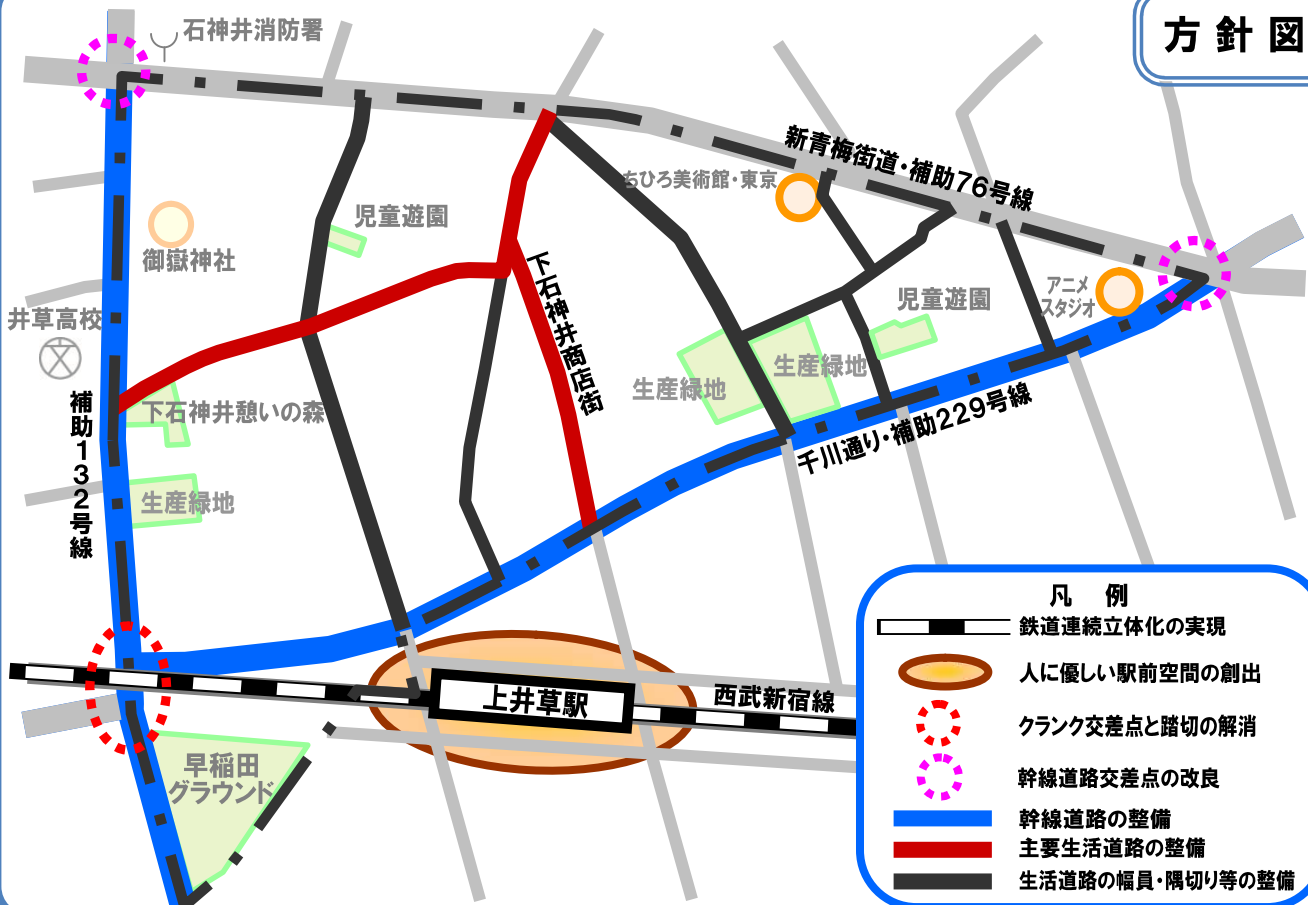 方針図
石神井消防署
新青梅街道・補助76号線
ちひろ美術館・東京
児童遊園
御嶽神社
下石神井商店街
アニメ
スタジオ
児童遊園
井草高校
生産緑地
生産緑地
補助132号線
下石神井憩いの森
千川通り・補助229号線
生産緑地
上井草駅
西武新宿線
早稲田
グラウンド
凡 例
鉄道連続立体化の実現
人に優しい駅前空間の創出
クランク交差点と踏切の解消
幹線道路交差点の改良
幹線道路の整備
主要生活道路の整備
生活道路の幅員・隅切り等の整備